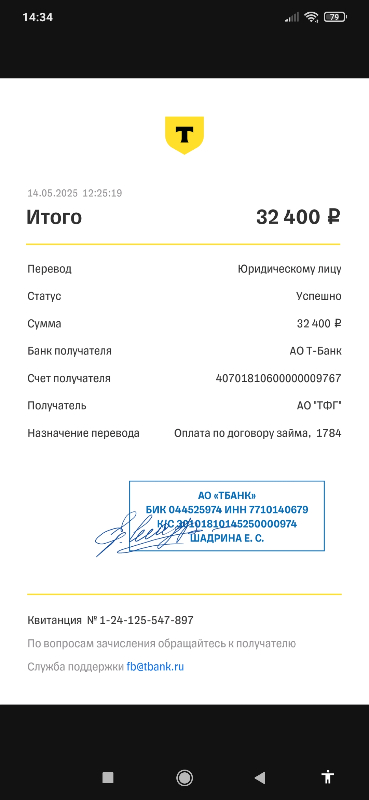 14:34
79
Т
14.05.2025 12:25:19
Итого 32 400 ₽
Перевод Юридическому лицу
Статус Успешно
Сумма 32 400 ₽
Банк получателя АО Т-Банк
Счет получателя 40701810600000009767
Получатель АО "ТФГ"
Назначение перевода Оплата по договору займа, 1784
АО «ТБАНК»
БИК 044525974 ИНН 7710140679
К/С 30101810145250000974
ШАДРИНА Е. С.
Квитанция № 1-24-125-547-897
По вопросам зачисления обращайтесь к получателю
Служба поддержки fb@tbank.ru